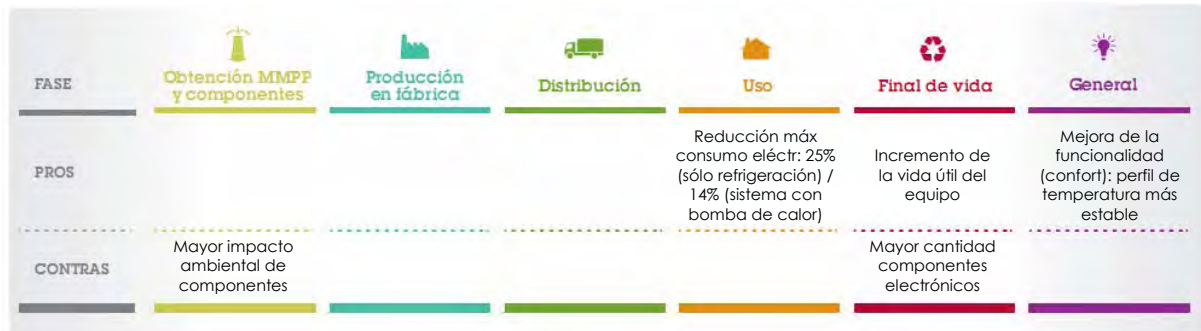 FASE
Obtención MMPP
y componentes
Producción
en fábrica
Distribución
Uso
Final de vida
General
PROS
Reducción máx
consumo eléctr: 25%
(sólo refrigeración) /
14% (sistema con
bomba de calor)
Incremento de
la vida útil del
equipo
Mejora de la
funcionalidad
(confort): perfil de
temperatura más
estable
CONTRAS
Mayor impacto
ambiental de
componentes
Mayor cantidad
componentes
electrónicos